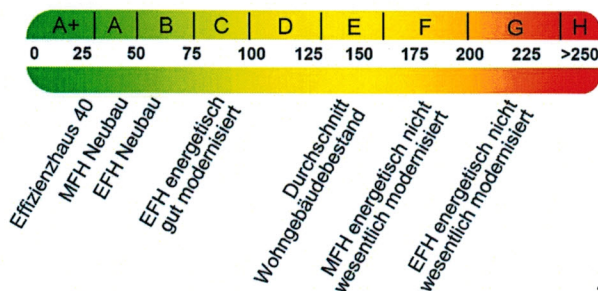 A+ A B C D E F G H
0 25 50 75 100 125 150 175 200 225 >250
Effizienzhaus 40
MFH Neubau
EFH Neubau
EFH energetisch
gut modernisiert
Durchschnitt
Wohngebäudebestand
MFH energetisch nicht
wesentlich modernisiert
EFH energetisch nicht
wesentlich modernisiert